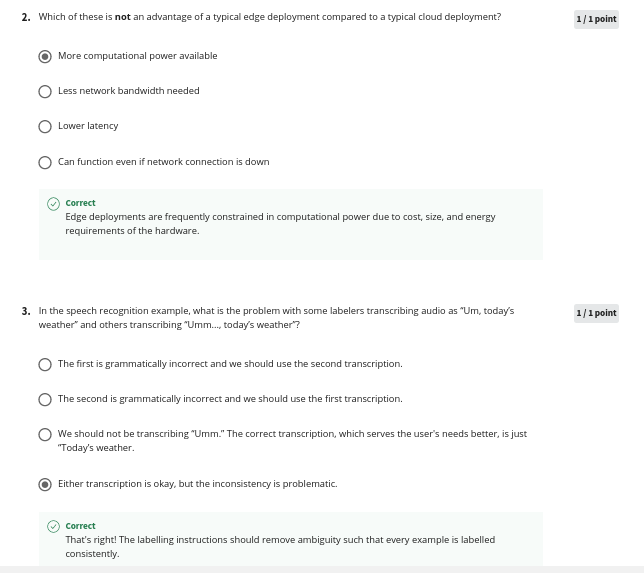 2. Which of these is not an advantage of a typical edge deployment compared to a typical cloud deployment?
1 / 1 point
More computational power available
Less network bandwidth needed
Lower latency
Can function even if network connection is down
Correct
Edge deployments are frequently constrained in computational power due to cost, size, and energy
requirements of the hardware.
3. In the speech recognition example, what is the problem with some labelers transcribing audio as “Um, today’s
weather” and others transcribing “Umm..., today’s weather”?
1 / 1 point
The first is grammatically incorrect and we should use the second transcription.
The second is grammatically incorrect and we should use the first transcription.
We should not be transcribing “Umm.” The correct transcription, which serves the user's needs better, is just
“Today’s weather.
Either transcription is okay, but the inconsistency is problematic.
Correct
That’s right! The labelling instructions should remove ambiguity such that every example is labelled
consistently.